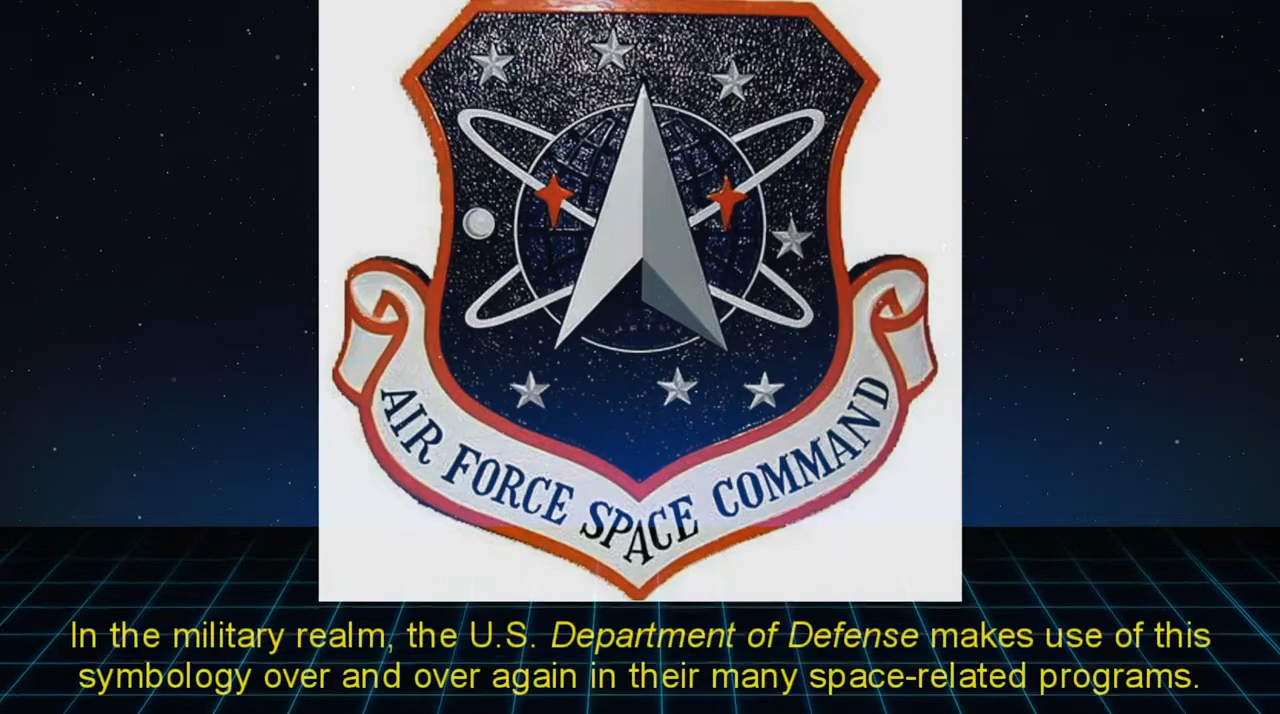 AIR FORCE SPACE COMMAND
In the military realm, the U.S. Department of Defense makes use of this
symbology over and over again in their many space-related programs.